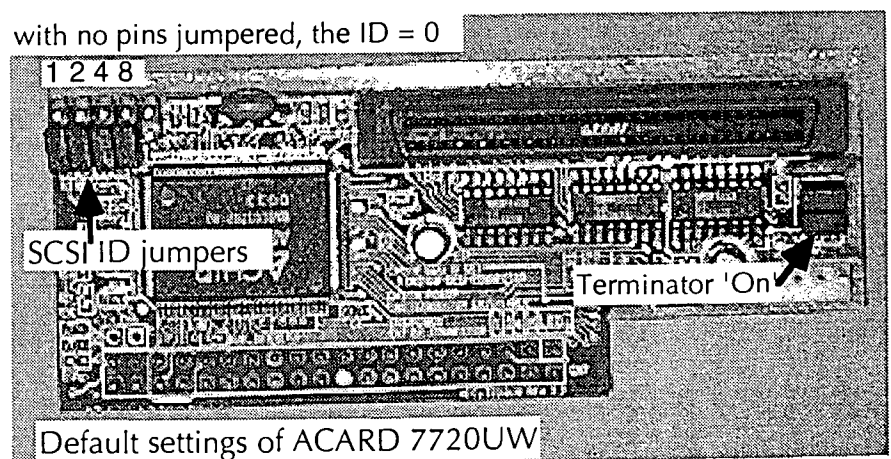 with no pins jumpered, the ID = 0
1 2 4 8
SCSI ID jumpers
Terminator 'On'
Default settings of ACARD 7720UW